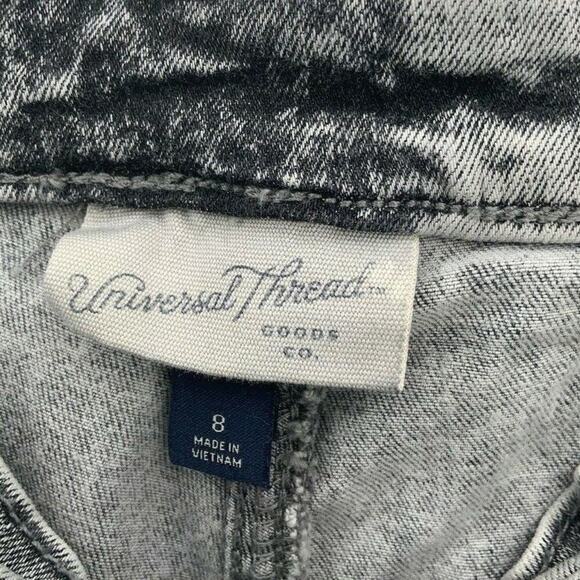 Universal Thread™
GOODS
CO.
8
MADE IN
VIETNAM